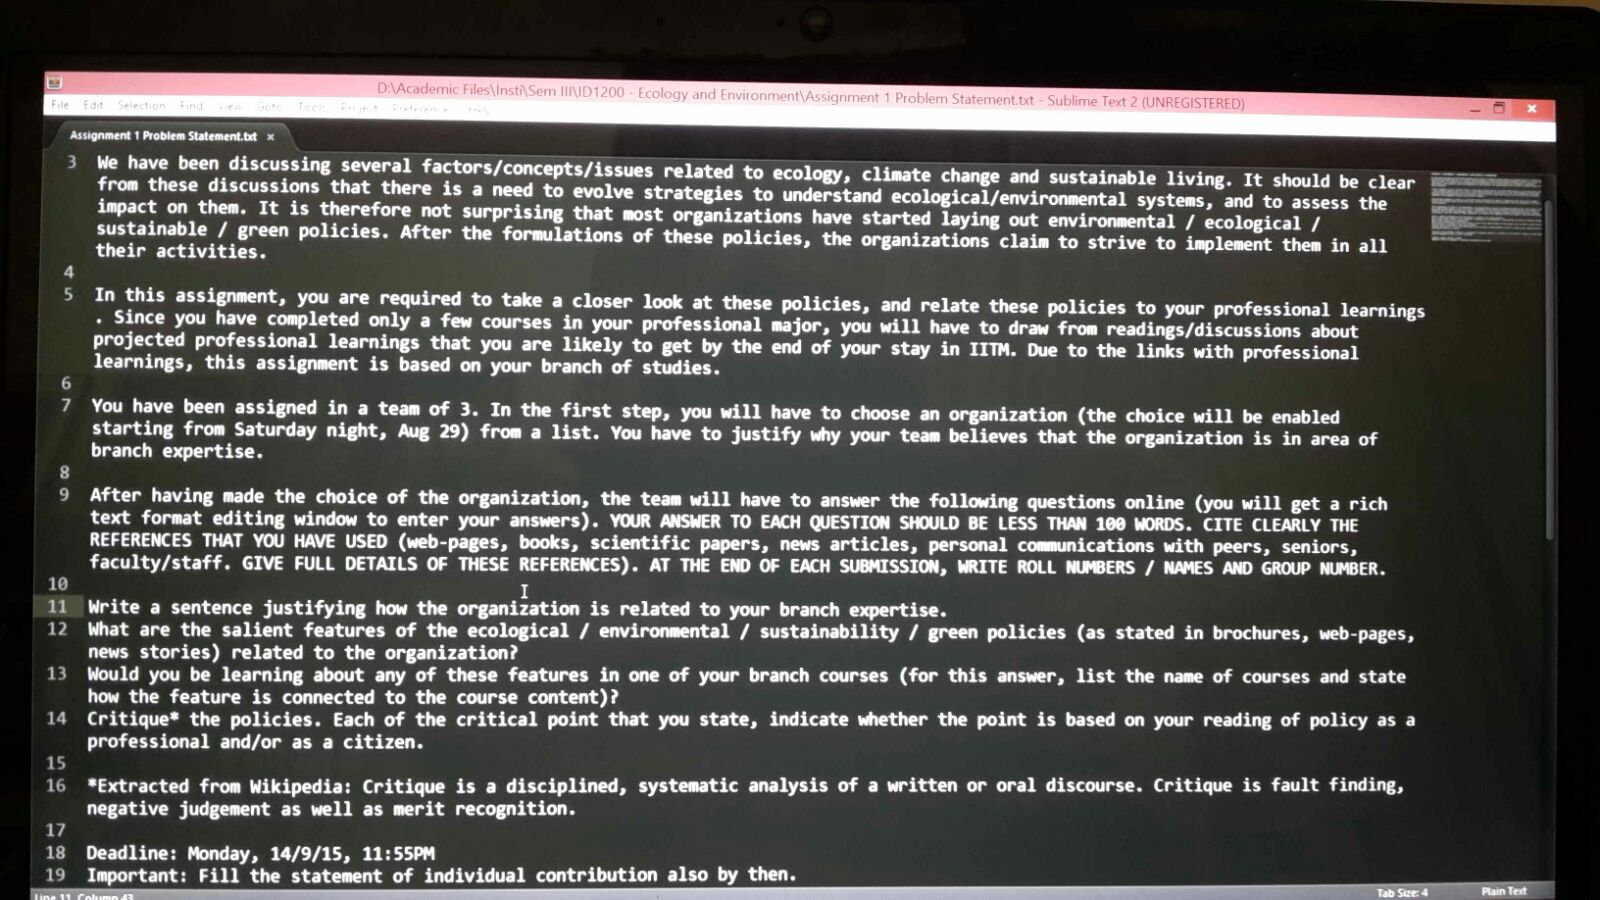 D:\Academic Files\Insti\Sem III\ID1200 - Ecology and Environment\Assignment 1 Problem Statement.txt - Sublime Text 2 (UNREGISTERED)
File Edit Selection Find View Goto Tools Project Preferences Help
Assignment 1 Problem Statement.txt ×
3 We have been discussing several factors/concepts/issues related to ecology, climate change and sustainable living. It should be clear
from these discussions that there is a need to evolve strategies to understand ecological/environmental systems, and to assess the
impact on them. It is therefore not surprising that most organizations have started laying out environmental / ecological /
sustainable / green policies. After the formulations of these policies, the organizations claim to strive to implement them in all
their activities.
4
5 In this assignment, you are required to take a closer look at these policies, and relate these policies to your professional learnings
. Since you have completed only a few courses in your professional major, you will have to draw from readings/discussions about
projected professional learnings that you are likely to get by the end of your stay in IITM. Due to the links with professional
learnings, this assignment is based on your branch of studies.
6
7 You have been assigned in a team of 3. In the first step, you will have to choose an organization (the choice will be enabled
starting from Saturday night, Aug 29) from a list. You have to justify why your team believes that the organization is in area of
branch expertise.
8
9 After having made the choice of the organization, the team will have to answer the following questions online (you will get a rich
text format editing window to enter your answers). YOUR ANSWER TO EACH QUESTION SHOULD BE LESS THAN 100 WORDS. CITE CLEARLY THE
REFERENCES THAT YOU HAVE USED (web-pages, books, scientific papers, news articles, personal communications with peers, seniors,
faculty/staff. GIVE FULL DETAILS OF THESE REFERENCES). AT THE END OF EACH SUBMISSION, WRITE ROLL NUMBERS / NAMES AND GROUP NUMBER.
10
11 Write a sentence justifying how the organization is related to your branch expertise.
12 What are the salient features of the ecological / environmental / sustainability / green policies (as stated in brochures, web-pages,
news stories) related to the organization?
13 Would you be learning about any of these features in one of your branch courses (for this answer, list the name of courses and state
how the feature is connected to the course content)?
14 Critique* the policies. Each of the critical point that you state, indicate whether the point is based on your reading of policy as a
professional and/or as a citizen.
15
16 *Extracted from Wikipedia: Critique is a disciplined, systematic analysis of a written or oral discourse. Critique is fault finding,
negative judgement as well as merit recognition.
17
18 Deadline: Monday, 14/9/15, 11:55PM
19 Important: Fill the statement of individual contribution also by then.
Line 11, Column 43 Tab Size: 4 Plain Text